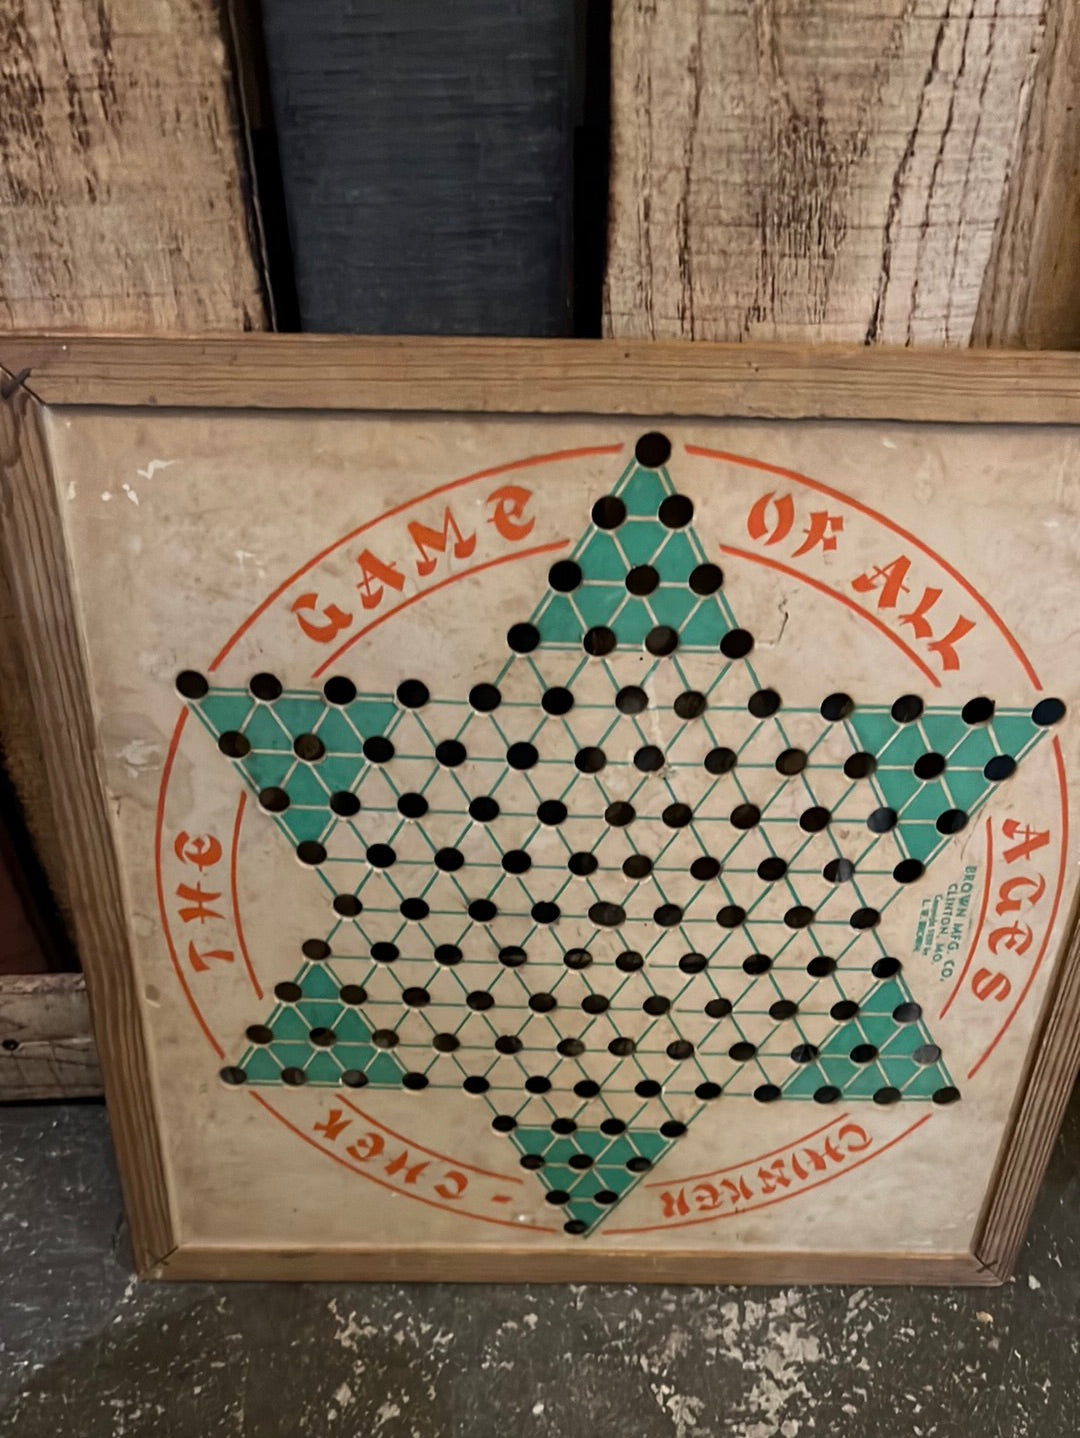 THE GAME OF ALL AGES
CHINKER - CHEK
BROWN MFG. CO.
CLINTON, MO.